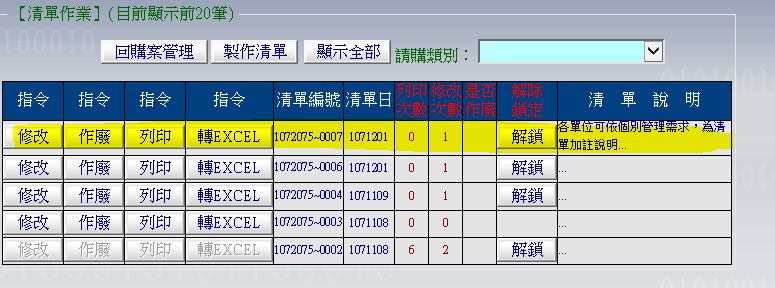 【清單作業】(目前顯示前20筆)
回購案管理 製作清單 顯示全部 請購類別：
指令 指令 指令 指令 清單編號 清單日 列印次數 修改次數 是否作廢 解除鎖定 清 單 說 明
修改 作廢 列印 轉EXCEL 1072075~0007 1071201 0 1 解鎖 各單位可依個別管理需求，為清單加註說明...
修改 作廢 列印 轉EXCEL 1072075~0006 1071201 0 1 解鎖 ...
修改 作廢 列印 轉EXCEL 1072075~0004 1071109 0 1 解鎖 ...
修改 作廢 列印 轉EXCEL 1072075~0003 1071108 0 0 ...
修改 作廢 列印 轉EXCEL 1072075~0002 1071108 6 2 解鎖 ...